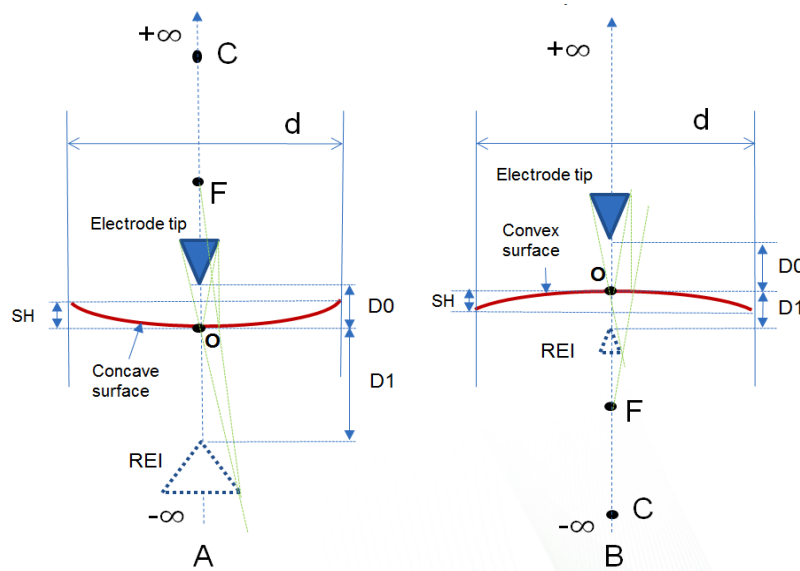 +∞
C
d
F
Electrode tip
D0
SH
O
D1
Concave
surface
REI
-∞
A
+∞
d
Electrode tip
Convex
surface
D0
O
SH
D1
REI
F
-∞
C
B